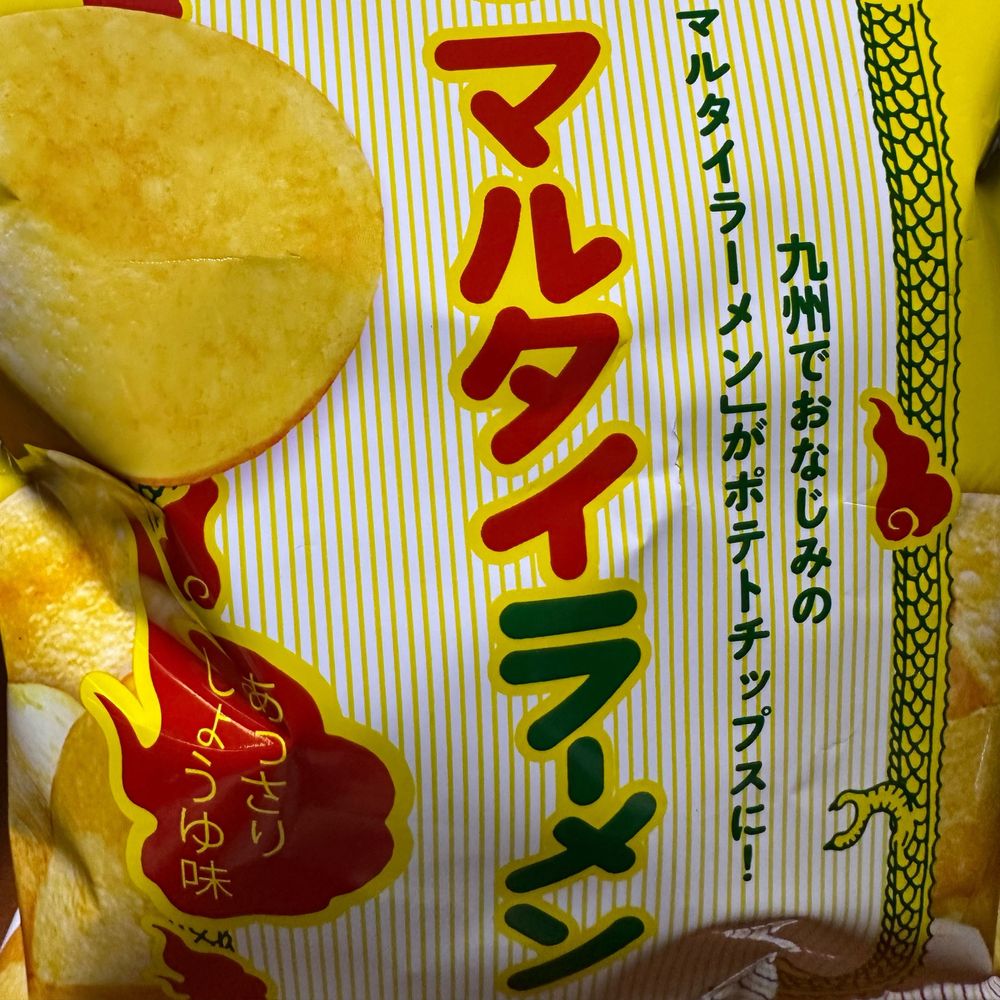 九州でおなじみの
マルタイラーメン」がポテトチップスに!
マルタイラーメン
あっさり
しょうゆ味